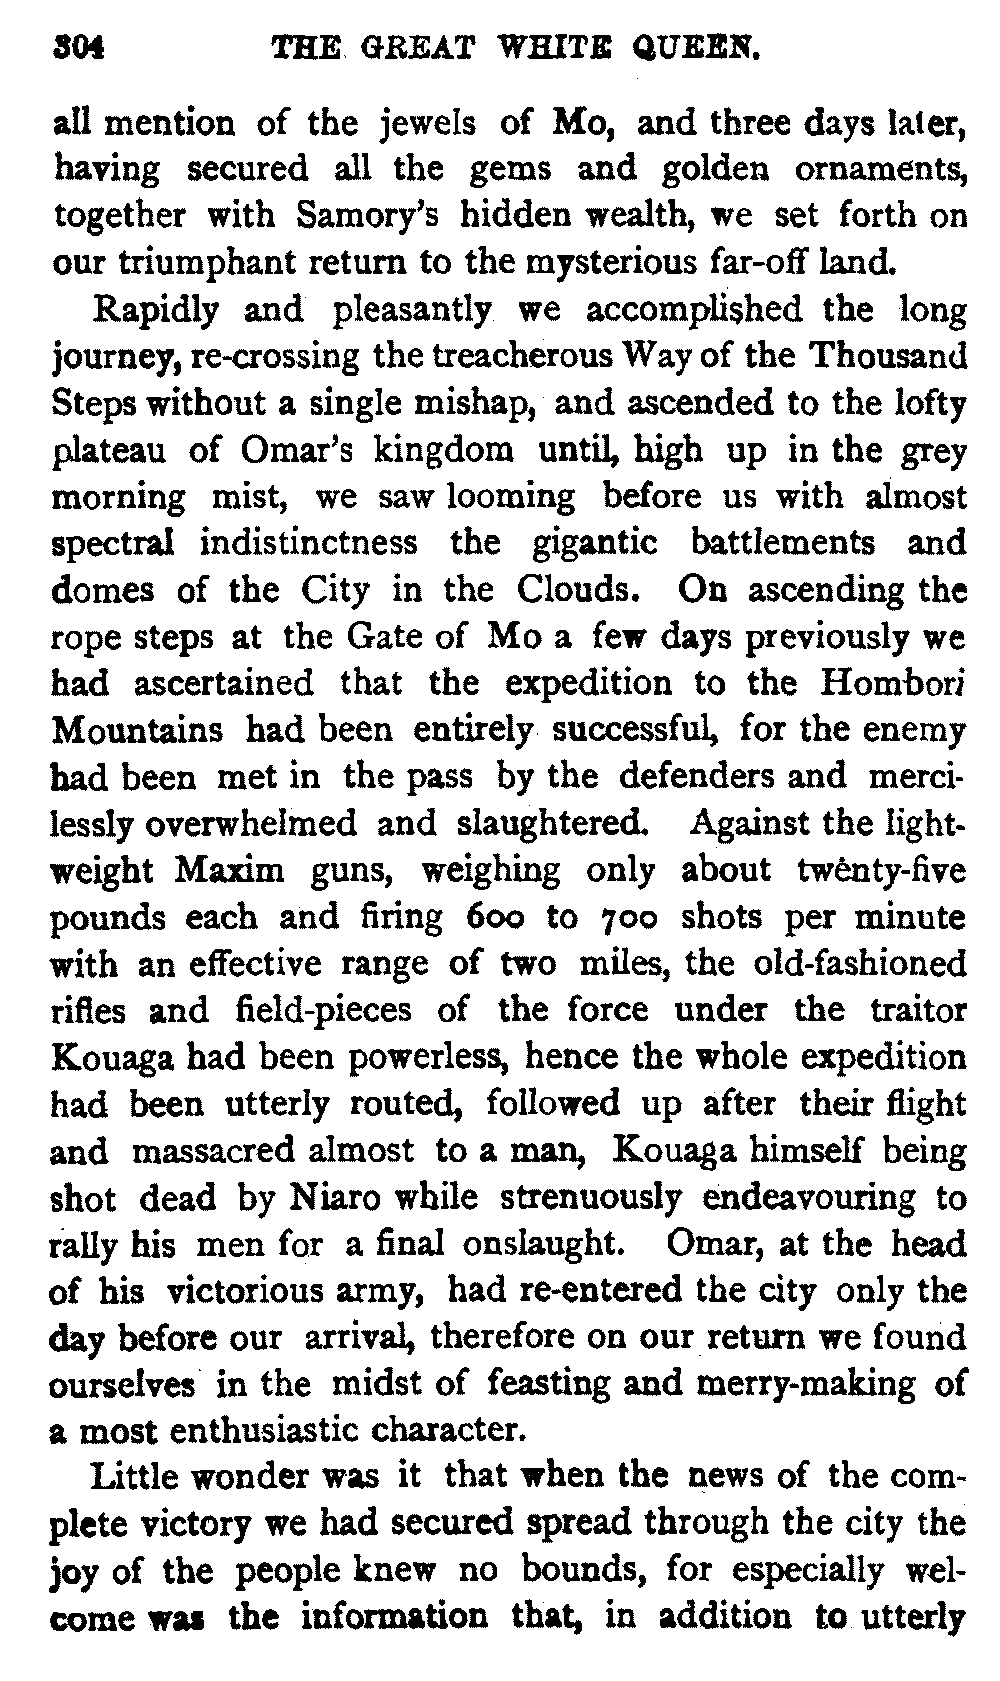 304 THE GREAT WHITE QUEEN.
all mention of the jewels of Mo, and three days later,
having secured all the gems and golden ornaments,
together with Samory's hidden wealth, we set forth on
our triumphant return to the mysterious far-off land.
Rapidly and pleasantly we accomplished the long
journey, re-crossing the treacherous Way of the Thousand
Steps without a single mishap, and ascended to the lofty
plateau of Omar's kingdom until, high up in the grey
morning mist, we saw looming before us with almost
spectral indistinctness the gigantic battlements and
domes of the City in the Clouds. On ascending the
rope steps at the Gate of Mo a few days previously we
had ascertained that the expedition to the Hombori
Mountains had been entirely successful, for the enemy
had been met in the pass by the defenders and merci-
lessly overwhelmed and slaughtered. Against the light-
weight Maxim guns, weighing only about twenty-five
pounds each and firing 600 to 700 shots per minute
with an effective range of two miles, the old-fashioned
rifles and field-pieces of the force under the traitor
Kouaga had been powerless, hence the whole expedition
had been utterly routed, followed up after their flight
and massacred almost to a man, Kouaga himself being
shot dead by Niaro while strenuously endeavouring to
rally his men for a final onslaught. Omar, at the head
of his victorious army, had re-entered the city only the
day before our arrival, therefore on our return we found
ourselves in the midst of feasting and merry-making of
a most enthusiastic character.
Little wonder was it that when the news of the com-
plete victory we had secured spread through the city the
joy of the people knew no bounds, for especially wel-
come was the information that, in addition to utterly